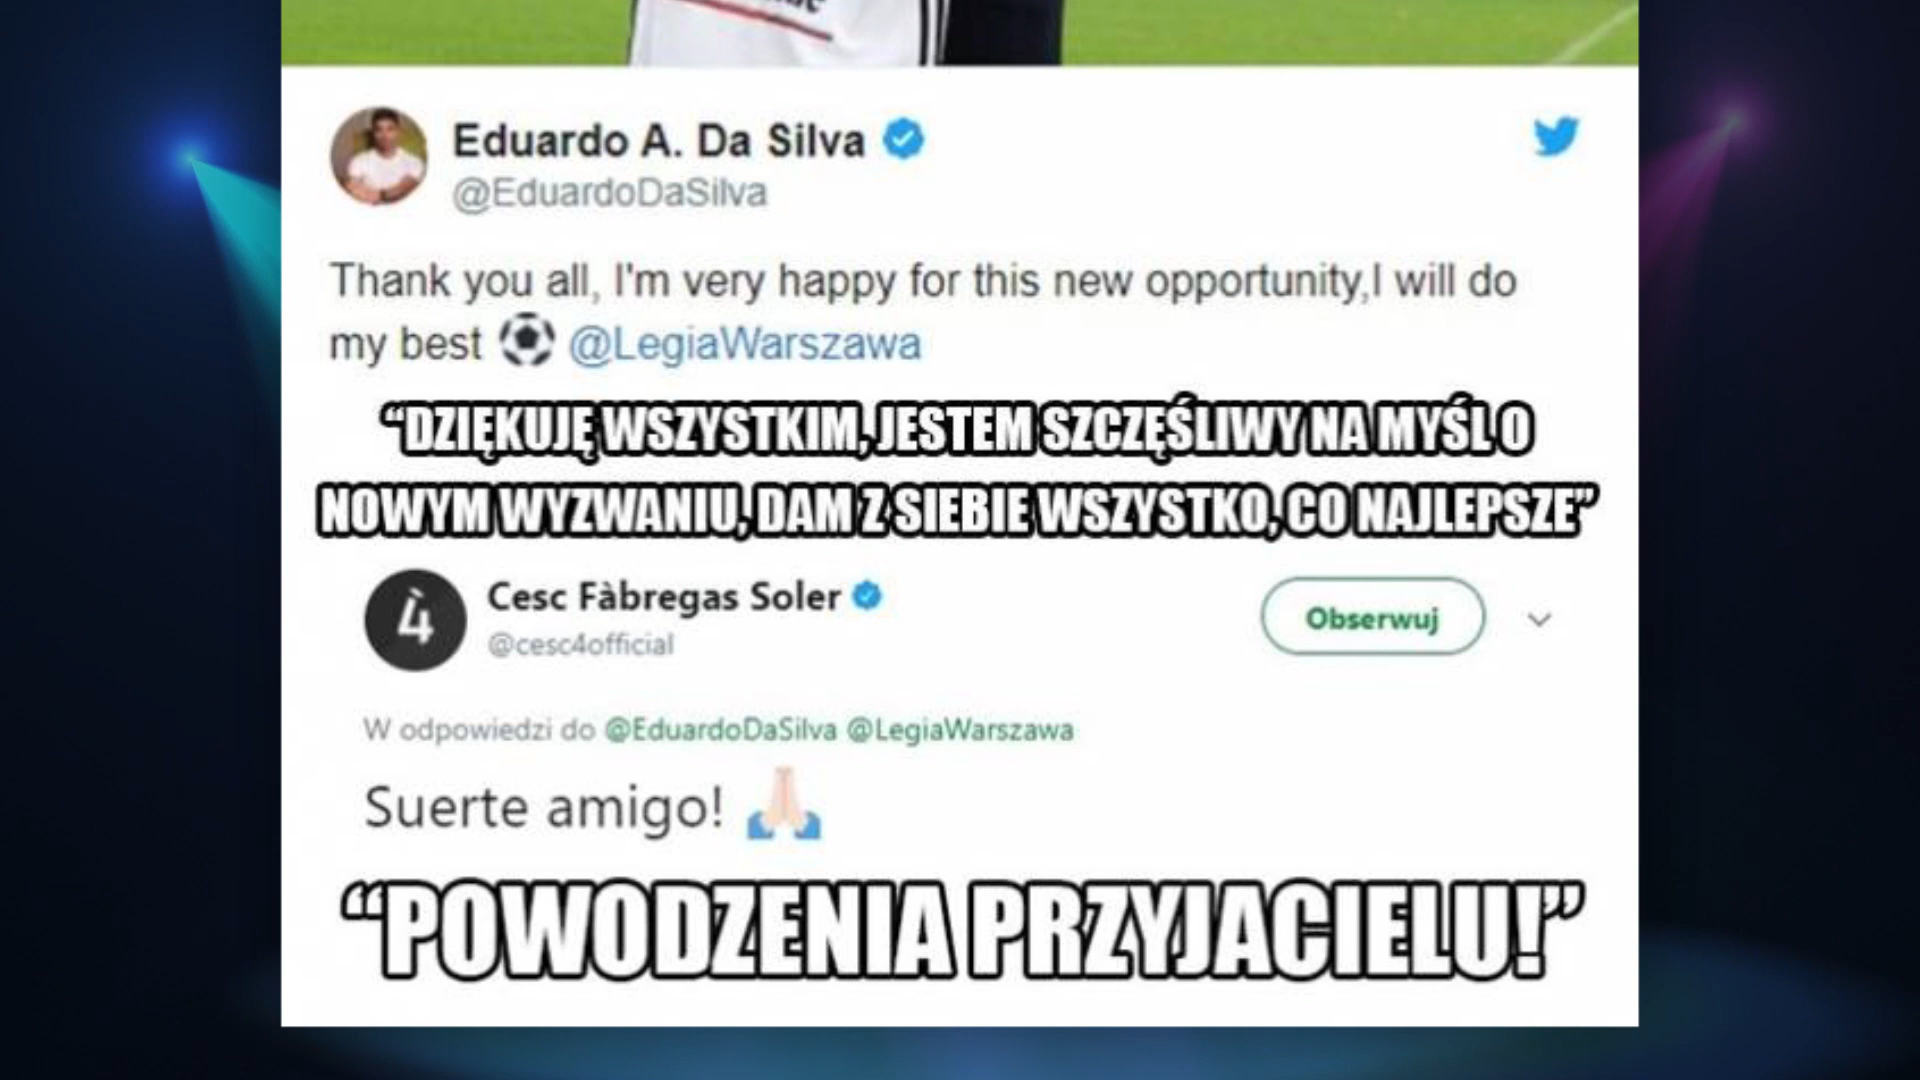 Eduardo A. Da Silva
@EduardoDaSilva
Thank you all, I'm very happy for this new opportunity,I will do
my best ⚽ @LegiaWarszawa
“DZIĘKUJĘ WSZYSTKIM, JESTEM SZCZĘŚLIWY NA MYŚL O
NOWYM WYZWANIU, DAM Z SIEBIE WSZYSTKO, CO NAJLEPSZE”
4
Cesc Fàbregas Soler
@cesc4official
Obserwuj
W odpowiedzi do @EduardoDaSilva @LegiaWarszawa
Suerte amigo! 🙏🏻
“POWODZENIA PRZYJACIELU!”